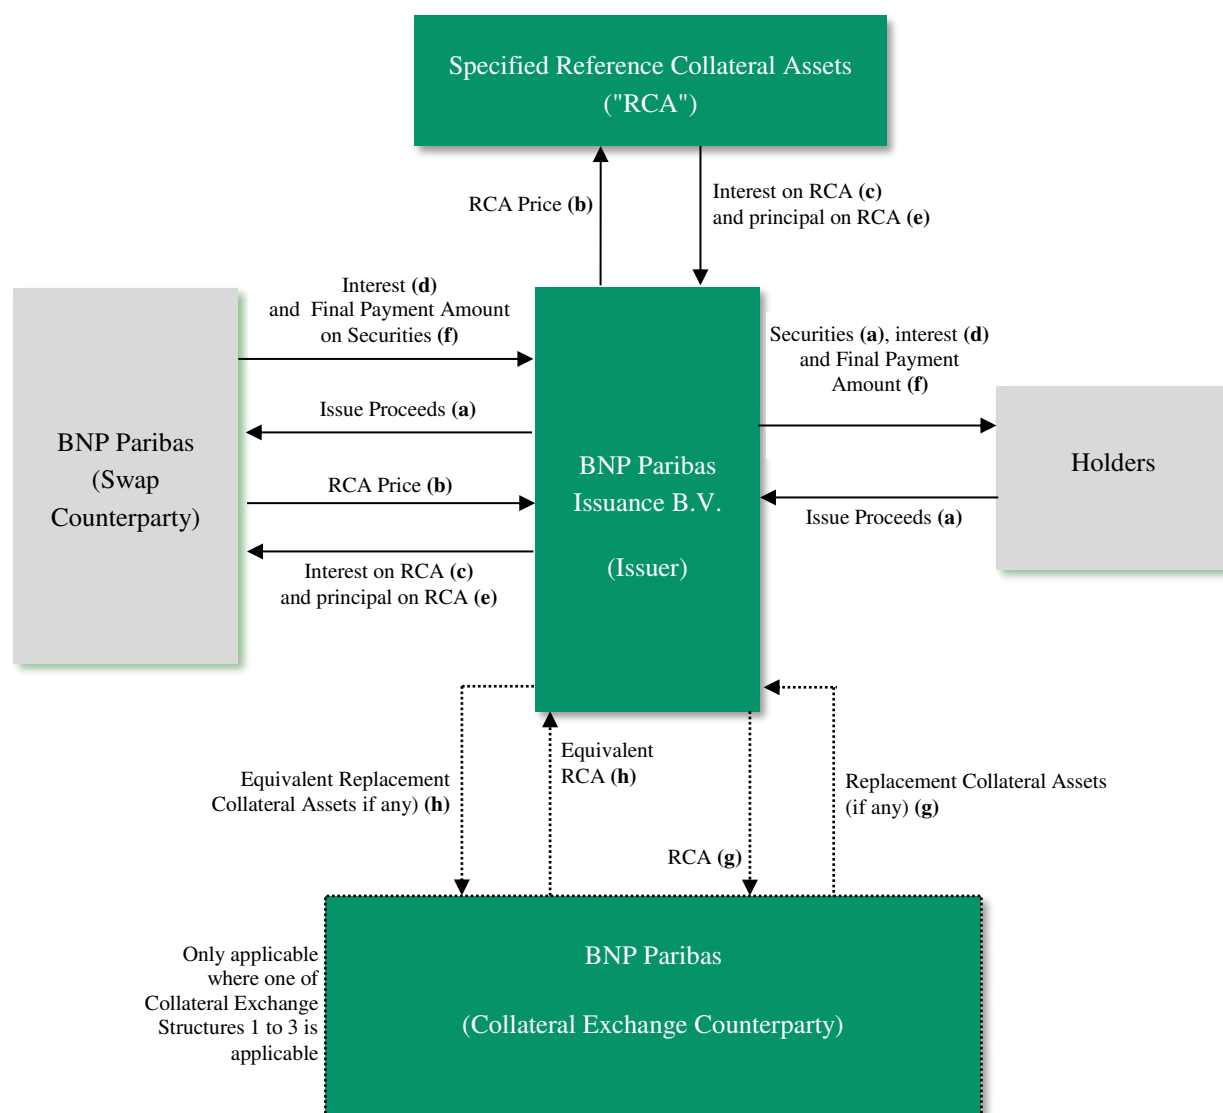 Specified Reference Collateral Assets
("RCA")
RCA Price (b)
Interest on RCA (c)
and principal on RCA (e)
Interest (d)
and Final Payment Amount
on Securities (f)
Issue Proceeds (a)
RCA Price (b)
Interest on RCA (c)
and principal on RCA (e)
BNP Paribas
(Swap
Counterparty)
BNP Paribas
Issuance B.V.
(Issuer)
Securities (a), interest (d)
and Final Payment
Amount (f)
Issue Proceeds (a)
Holders
Equivalent Replacement
Collateral Assets if any) (h)
Equivalent
RCA (h)
RCA (g)
Replacement Collateral Assets
(if any) (g)
Only applicable
where one of
Collateral Exchange
Structures 1 to 3 is
applicable
BNP Paribas
(Collateral Exchange Counterparty)